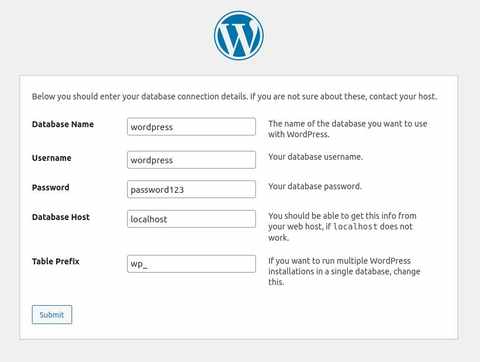 Below you should enter your database connection details. If you are not sure about these, contact your host.
Database Name
wordpress
The name of the database you want to use
with WordPress.
Username
wordpress
Your database username.
Password
password123
Your database password.
Database Host
localhost
You should be able to get this info from
your web host, if localhost does not
work.
Table Prefix
wp_
If you want to run multiple WordPress
installations in a single database, change
this.
Submit